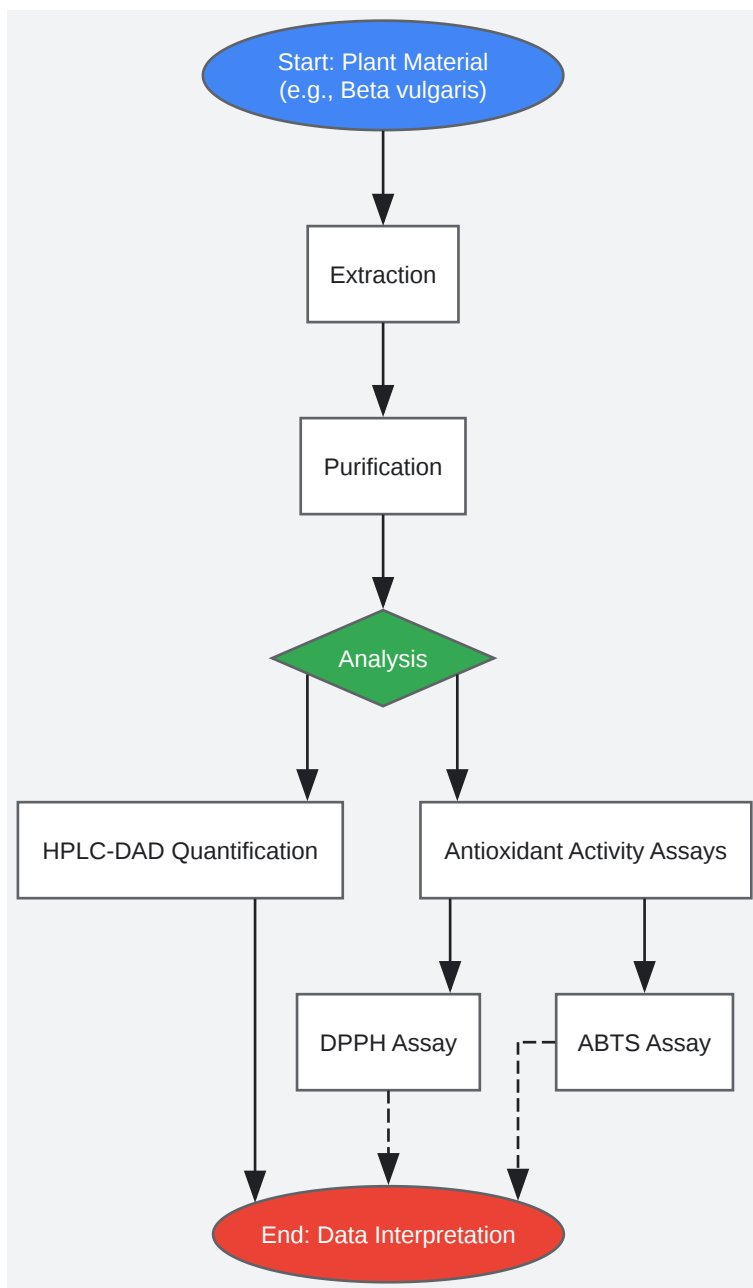 Start: Plant Material
(e.g., Beta vulgaris)
Extraction
Purification
Analysis
HPLC-DAD Quantification
Antioxidant Activity Assays
DPPH Assay
ABTS Assay
End: Data Interpretation